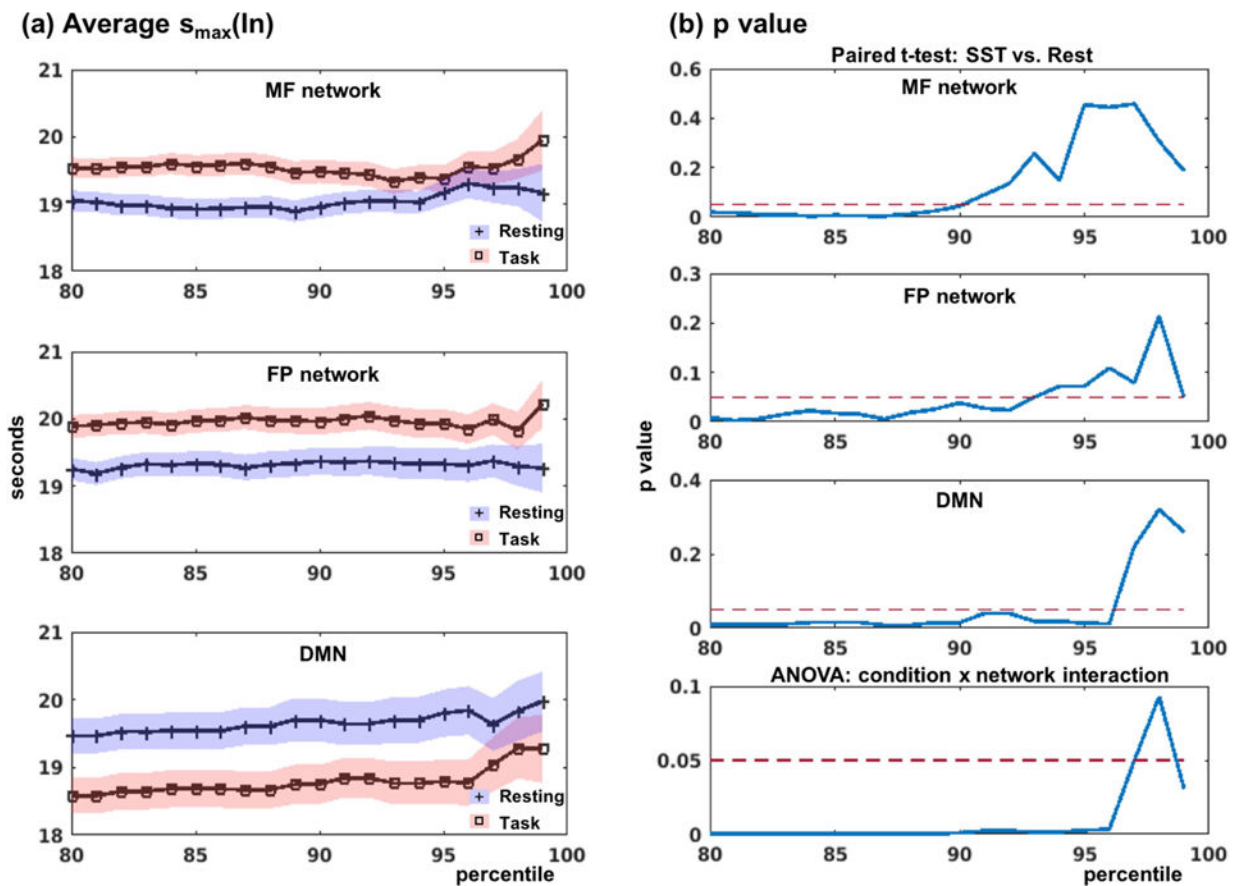 (a) Average smax(ln)
21
MF network
20
19
Resting
Task
18
80 85 90 95 100
21
FP network
20
19
Resting
Task
18
80 85 90 95 100
21
DMN
20
19
Resting
Task
18
80 85 90 95 100
seconds
percentile
(b) p value
Paired t-test: SST vs. Rest
0.6
MF network
0.4
0.2
0
80 85 90 95 100
0.3
FP network
0.2
0.1
0
80 85 90 95 100
0.4
DMN
0.2
0
80 85 90 95 100
ANOVA: condition x network interaction
0.1
0.05
0
80 85 90 95 100
p value
percentile